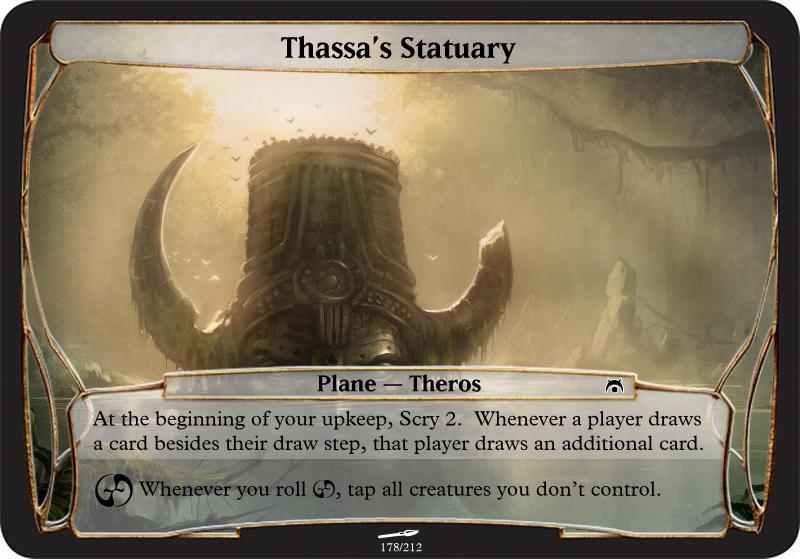 Thassa's Statuary
Plane — Theros
At the beginning of your upkeep, Scry 2.  Whenever a player draws
a card besides their draw step, that player draws an additional card.
Whenever you roll , tap all creatures you don't control.
178/212